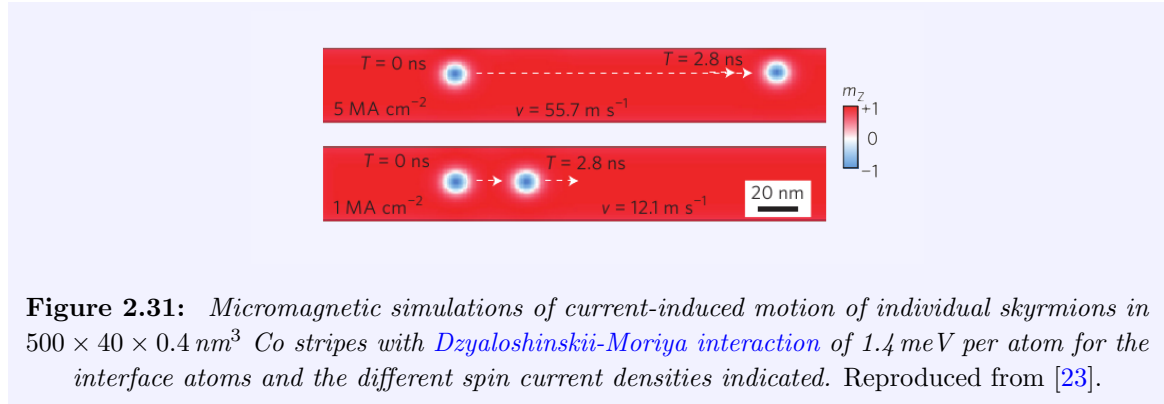 T = 0 ns
T = 2.8 ns
5 MA cm⁻²
v = 55.7 m s⁻¹
T = 0 ns
T = 2.8 ns
1 MA cm⁻²
v = 12.1 m s⁻¹
20 nm
m_Z
+1
0
−1
Figure 2.31: Micromagnetic simulations of current-induced motion of individual skyrmions in
500 × 40 × 0.4 nm³ Co stripes with Dzyaloshinskii-Moriya interaction of 1.4 meV per atom for the
interface atoms and the different spin current densities indicated. Reproduced from [23].